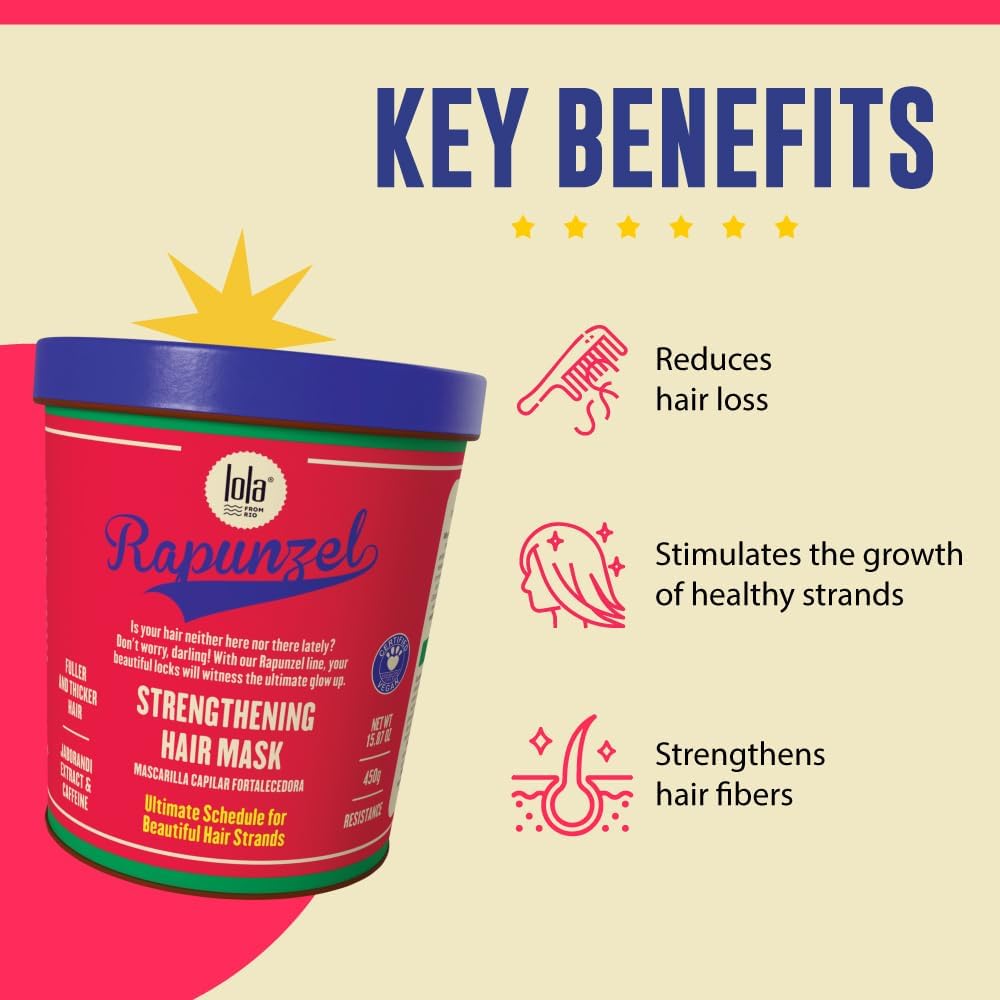 KEY BENEFITS
Reduces
hair loss
Stimulates the growth
of healthy strands
Strengthens
hair fibers
lola®
FROM
RIO
Rapunzel
Is your hair neither here nor there lately?
Don't worry, darling! With our Rapunzel line, your
beautiful locks will witness the ultimate glow up.
CERTIFIED
VEGAN
FULLER
AND THICKER
HAIR
JABORANDI
EXTRACT &
CAFFEINE
STRENGTHENING
HAIR MASK
MASCARILLA CAPILAR FORTALECEDORA
Ultimate Schedule for
Beautiful Hair Strands
NET WT
15.87 OZ
450g
RESISTANCE